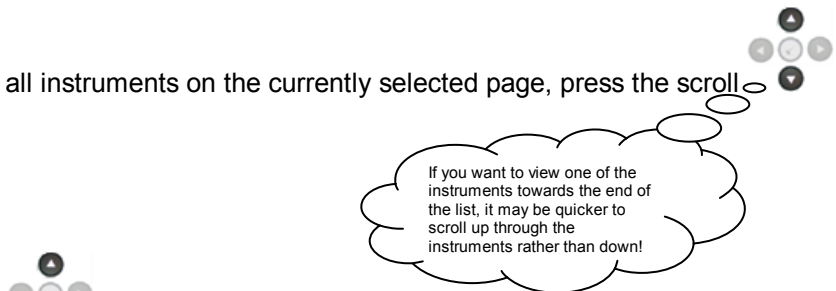 all instruments on the currently selected page, press the scroll
If you want to view one of the
instruments towards the end of
the list, it may be quicker to
scroll up through the
instruments rather than down!